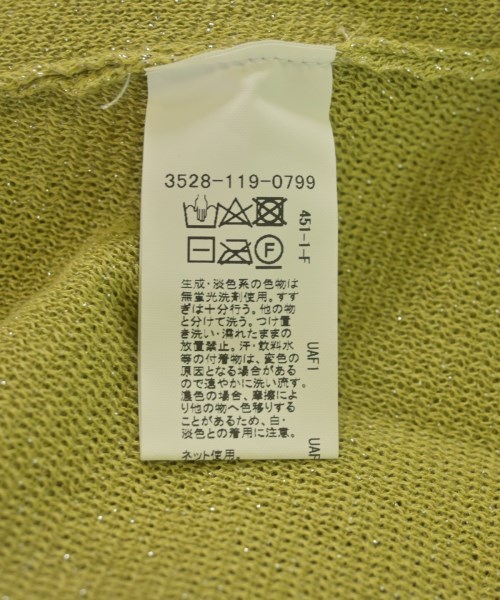 3528-119-0799
451-1-F
F
生成・淡色系の色物は
無蛍光洗剤使用。すす
ぎは十分行う。他の物
と分けて洗う。つけ置
き洗い・濡れたままの
放置禁止。汗・飲料水
等の付着物は、変色の
原因となる場合がある
ので速やかに洗い流す。
濃色の場合、摩擦によ
り他の物へ色移りする
ことがあるため、白・
淡色との着用に注意。
ネット使用。
UAF1
UAF